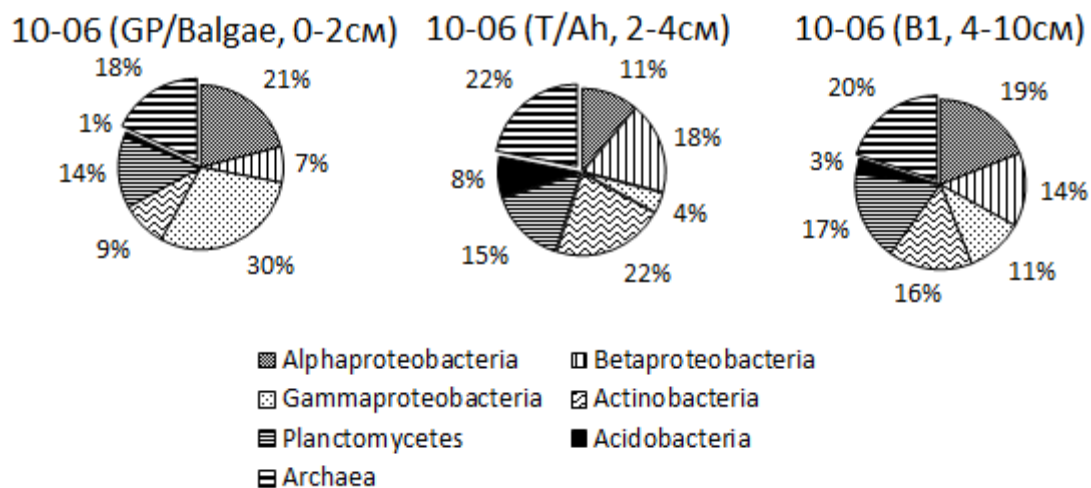 10-06 (GP/Balgae, 0-2см)
10-06 (T/Ah, 2-4см)
10-06 (B1, 4-10см)
18%
21%
1%
7%
14%
9%
30%
22%
11%
18%
8%
4%
15%
22%
20%
19%
3%
14%
17%
11%
16%
Alphaproteobacteria
Betaproteobacteria
Gammaproteobacteria
Actinobacteria
Planctomycetes
Acidobacteria
Archaea